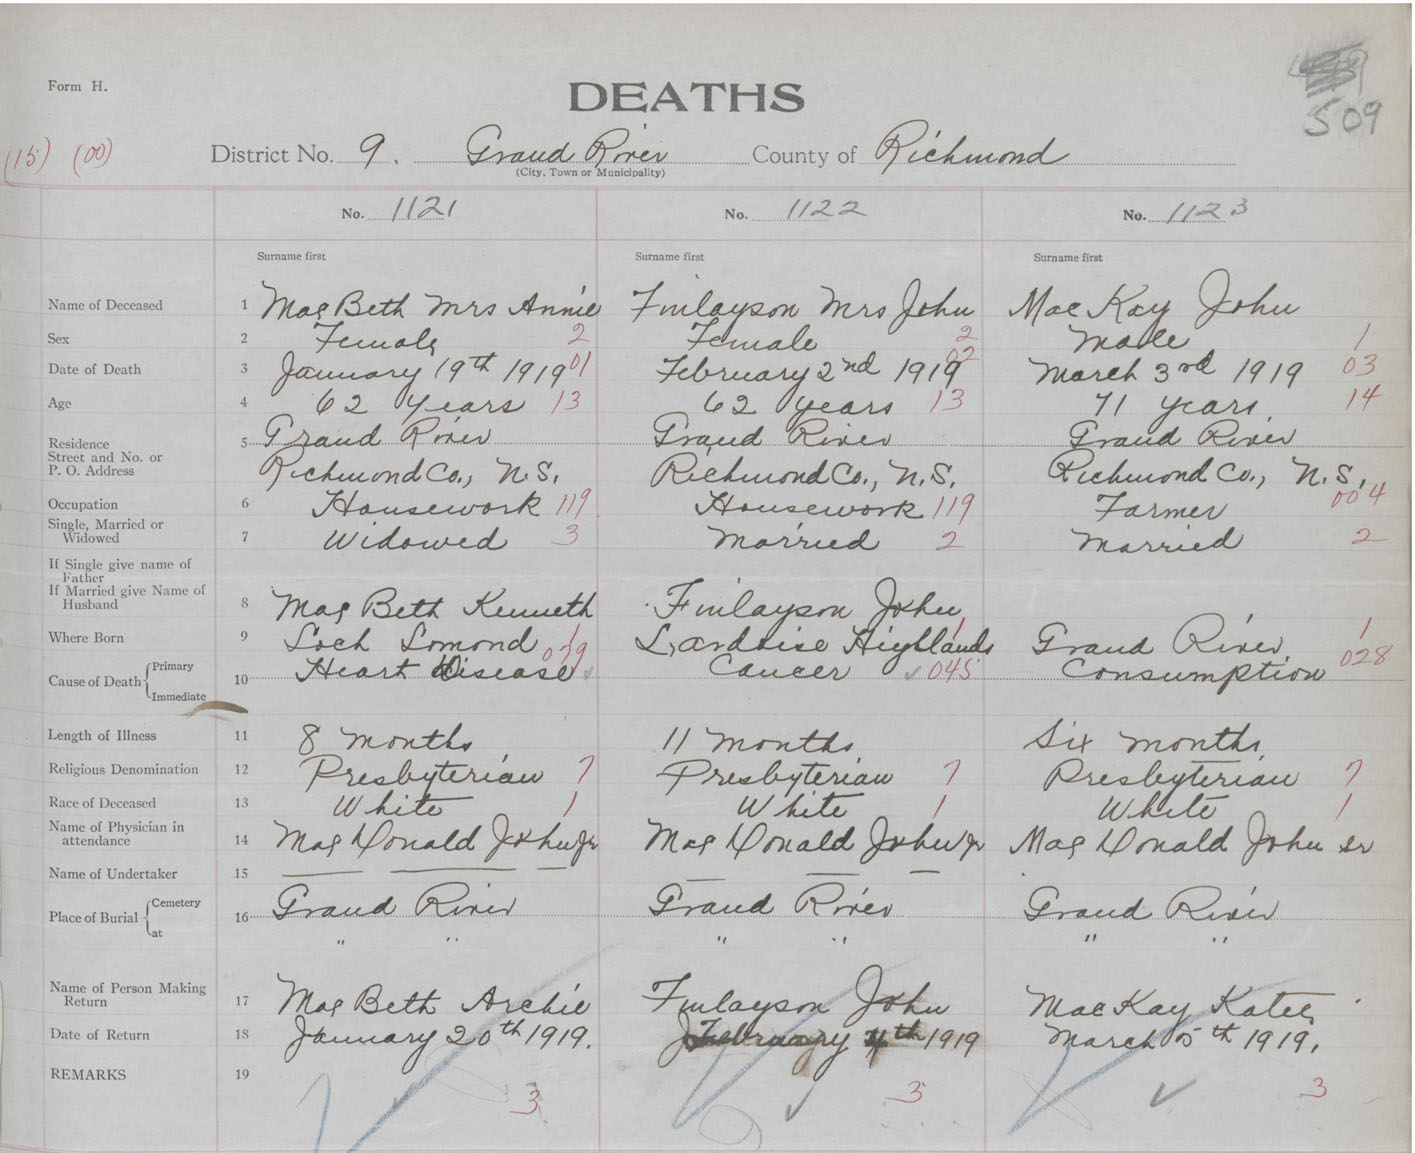 Form H.
DEATHS
509
(15) (00)
District No. 9. Grand River County of Richmond
(City, Town or Municipality)
No. 1121 No. 1122 No. 1123
Surname first Surname first Surname first
Name of Deceased 1 MacBeth Mrs Annie Finlayson Mrs John MacKay John
Sex 2 Female 2 Female 2 Male 1
Date of Death 3 January 19th 1919 01 February 2nd 1919 02 March 3rd 1919 03
Age 4 62 years 13 62 years 13 71 years 14
Residence 5 Grand River Grand River Grand River
Street and No. or
P. O. Address Richmond Co., N.S. Richmond Co., N.S. Richmond Co., N.S.
Occupation 6 Housework 119 Housework 119 Farmer 004
Single, Married or
Widowed 7 Widowed 3 Married 2 Married 2
If Single give name of
Father
If Married give Name of
Husband 8 MacBeth Kenneth Finlayson John
Where Born 9 Loch Lomond 1 L'Ardoise Highlands 1 Grand River 1
Cause of Death Primary 10 Heart Disease 079 Cancer 045 Consumption 028
Immediate
Length of Illness 11 8 months 11 months Six months
Religious Denomination 12 Presbyterian 7 Presbyterian 7 Presbyterian 7
Race of Deceased 13 White 1 White 1 White 1
Name of Physician in
attendance 14 MacDonald John Jr MacDonald John Jr MacDonald John Sr
Name of Undertaker 15 — — — — — —
Place of Burial Cemetery 16 Grand River Grand River Grand River
at " " " " " "
Name of Person Making
Return 17 MacBeth Archie Finlayson John MacKay Katie
Date of Return 18 January 20th 1919. February 4th 1919 March 5th 1919.
REMARKS 19
3 3 3